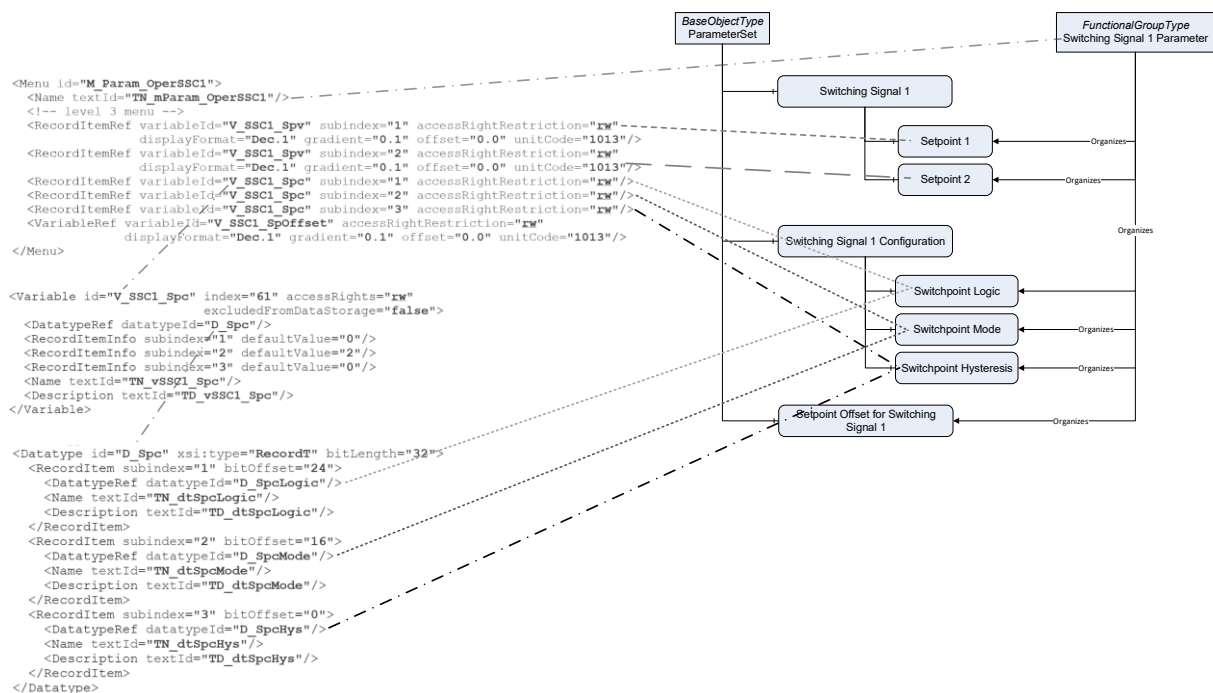 BaseObjectType
ParameterSet
FunctionalGroupType
Switching Signal 1 Parameter
<Menu id="M_Param_OperSSC1">
<Name textId="TN_mParam_OperSSC1"/>
<!-- level 3 menu -->
<RecordItemRef variableId="V_SSC1_Spv" subindex="1" accessRightRestriction="rw"
displayFormat="Dec.1" gradient="0.1" offset="0.0" unitCode="1013"/>
<RecordItemRef variableId="V_SSC1_Spv" subindex="2" accessRightRestriction="rw"
displayFormat="Dec.1" gradient="0.1" offset="0.0" unitCode="1013"/>
<RecordItemRef variableId="V_SSC1_Spc" subindex="1" accessRightRestriction="rw"/>
<RecordItemRef variableId="V_SSC1_Spc" subindex="2" accessRightRestriction="rw"/>
<RecordItemRef variableId="V_SSC1_Spc" subindex="3" accessRightRestriction="rw"/>
<VariableRef variableId="V_SSC1_SpOffset" accessRightRestriction="rw"
displayFormat="Dec.1" gradient="0.1" offset="0.0" unitCode="1013"/>
</Menu>
<Variable id="V_SSC1_Spc" index="61" accessRights="rw"
excludedFromDataStorage="false">
<DatatypeRef datatypeId="D_Spc"/>
<RecordItemInfo subindex="1" defaultValue="0"/>
<RecordItemInfo subindex="2" defaultValue="2"/>
<RecordItemInfo subindex="3" defaultValue="0"/>
<Name textId="TN_vSSC1_Spc"/>
<Description textId="TD_vSSC1_Spc"/>
</Variable>
<Datatype id="D_Spc" xsi:type="RecordT" bitLength="32">
<RecordItem subindex="1" bitOffset="24">
<DatatypeRef datatypeId="D_SpcLogic"/>
<Name textId="TN_dtSpcLogic"/>
<Description textId="TD_dtSpcLogic"/>
</RecordItem>
<RecordItem subindex="2" bitOffset="16">
<DatatypeRef datatypeId="D_SpcMode"/>
<Name textId="TN_dtSpcMode"/>
<Description textId="TD_dtSpcMode"/>
</RecordItem>
<RecordItem subindex="3" bitOffset="0">
<DatatypeRef datatypeId="D_SpcHys"/>
<Name textId="TN_dtSpcHys"/>
<Description textId="TD_dtSpcHys"/>
</RecordItem>
</Datatype>
Switching Signal 1
Setpoint 1
Organizes
Setpoint 2
Organizes
Organizes
Switching Signal 1 Configuration
Switchpoint Logic
Organizes
Switchpoint Mode
Organizes
Switchpoint Hysteresis
Organizes
Setpoint Offset for Switching
Signal 1
Organizes